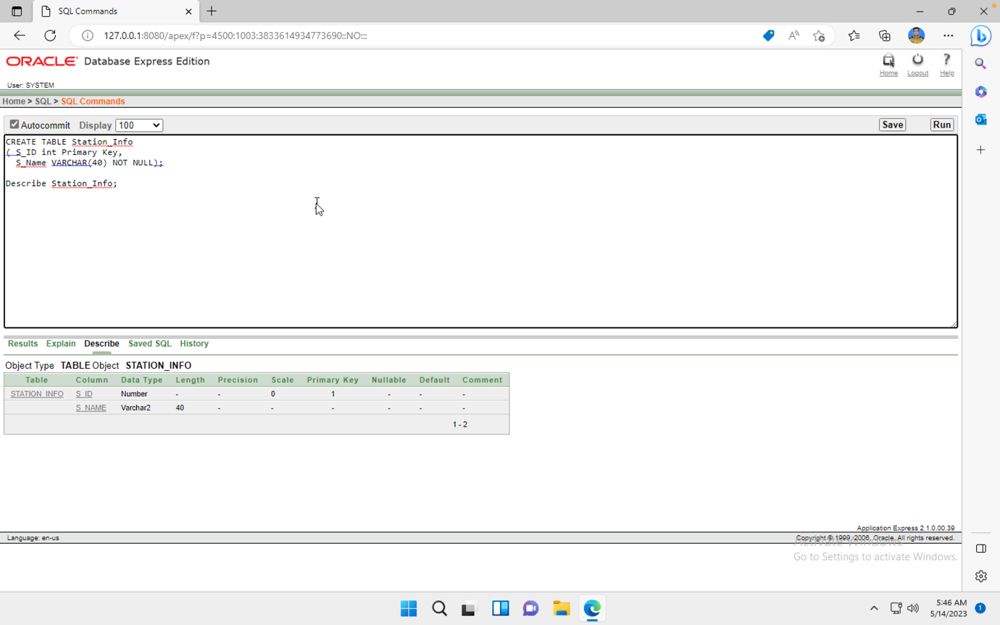 SQL Commands
127.0.0.1:8080/apex/f?p=4500:1003:3833614934773690::NO:::
ORACLE Database Express Edition
Home Logout Help
User: SYSTEM
Home > SQL > SQL Commands
Autocommit Display 100 Save Run
CREATE TABLE Station_Info
( S_ID int Primary Key,
S_Name VARCHAR(40) NOT NULL);
Describe Station_Info;
Results Explain Describe Saved SQL History
Object Type TABLE Object STATION_INFO
Table Column Data Type Length Precision Scale Primary Key Nullable Default Comment
STATION_INFO S_ID Number - - 0 1 - - -
S_NAME Varchar2 40 - - - - - -
1 - 2
Application Express 2.1.0.00.39
Language: en-us Copyright © 1999, 2006, Oracle. All rights reserved.
Activate Windows
Go to Settings to activate Windows.
5:46 AM
5/14/2023 1